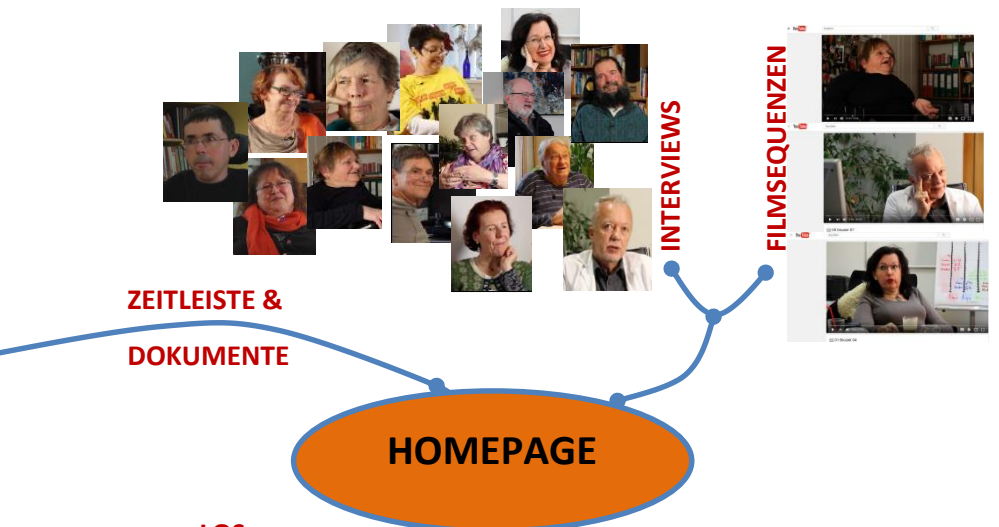 INTERVIEWS
FILMSEQUENZEN
ZEITLEISTE &
DOKUMENTE
HOMEPAGE